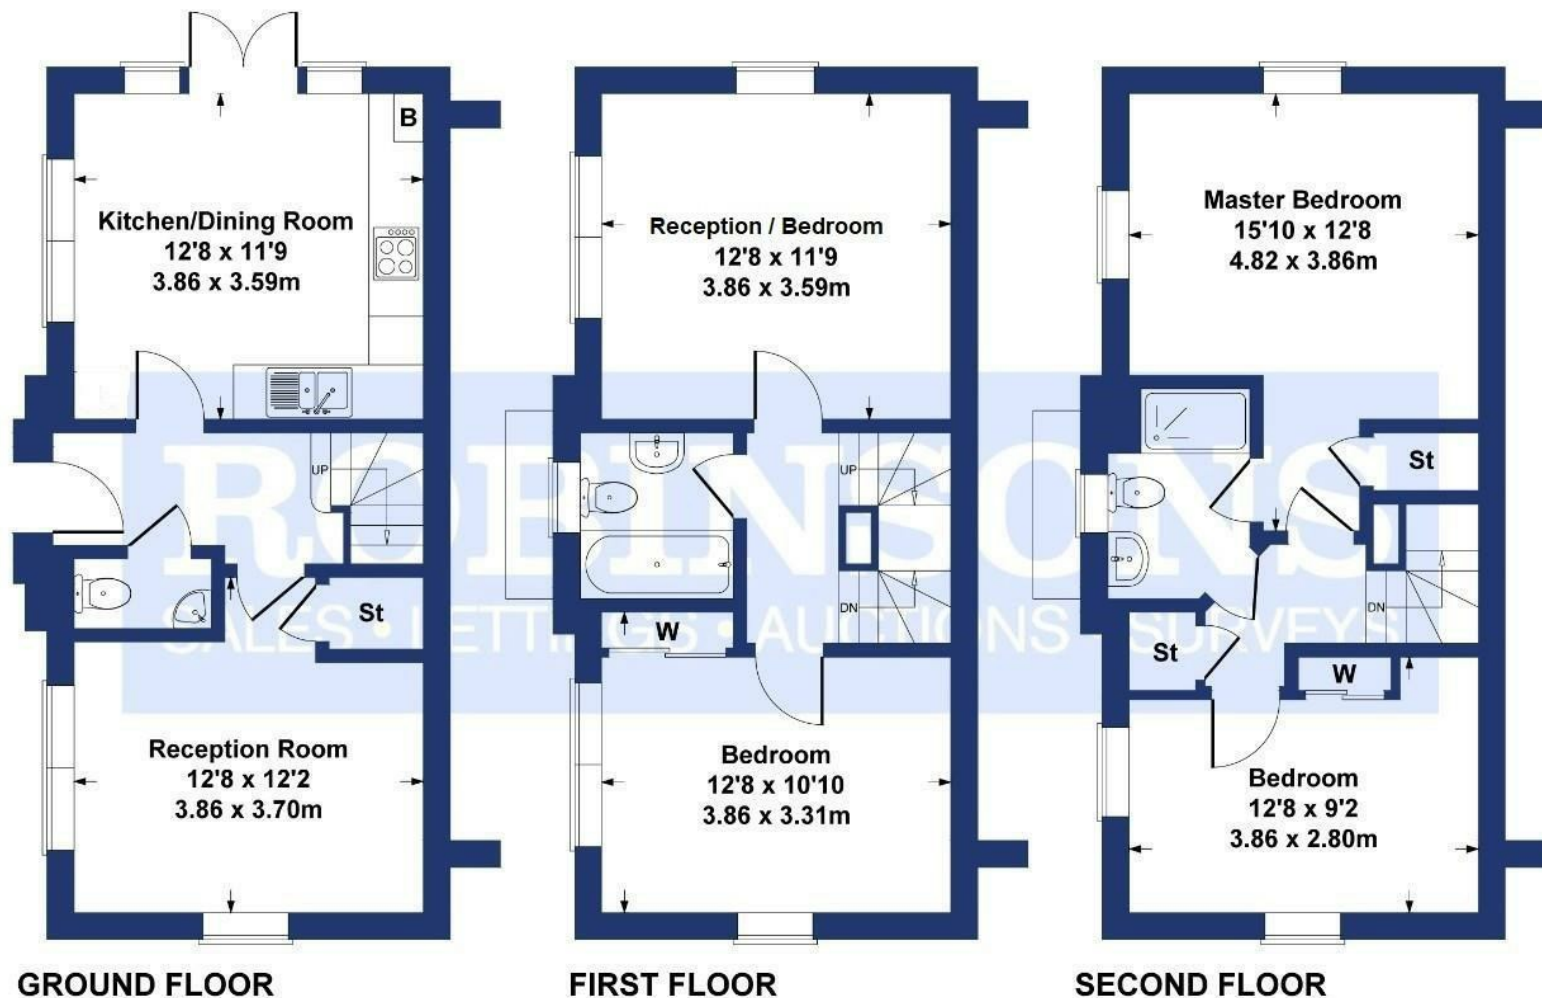 B
Kitchen/Dining Room
12'8 x 11'9
3.86 x 3.59m
UP
St
Reception Room
12'8 x 12'2
3.86 x 3.70m
GROUND FLOOR
Reception / Bedroom
12'8 x 11'9
3.86 x 3.59m
UP
DN
W
Bedroom
12'8 x 10'10
3.86 x 3.31m
FIRST FLOOR
Master Bedroom
15'10 x 12'8
4.82 x 3.86m
St
DN
St
W
Bedroom
12'8 x 9'2
3.86 x 2.80m
SECOND FLOOR
ROBINSONS
SALES • LETTINGS • AUCTIONS • SURVEYS